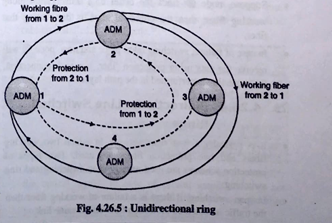 Working fibre
from 1 to 2
ADM
2
Protection
from 2 to 1
ADM
1
Protection
from 1 to 2
3
ADM
Working fiber
from 2 to 1
4
ADM
Fig. 4.26.5 : Unidirectional ring